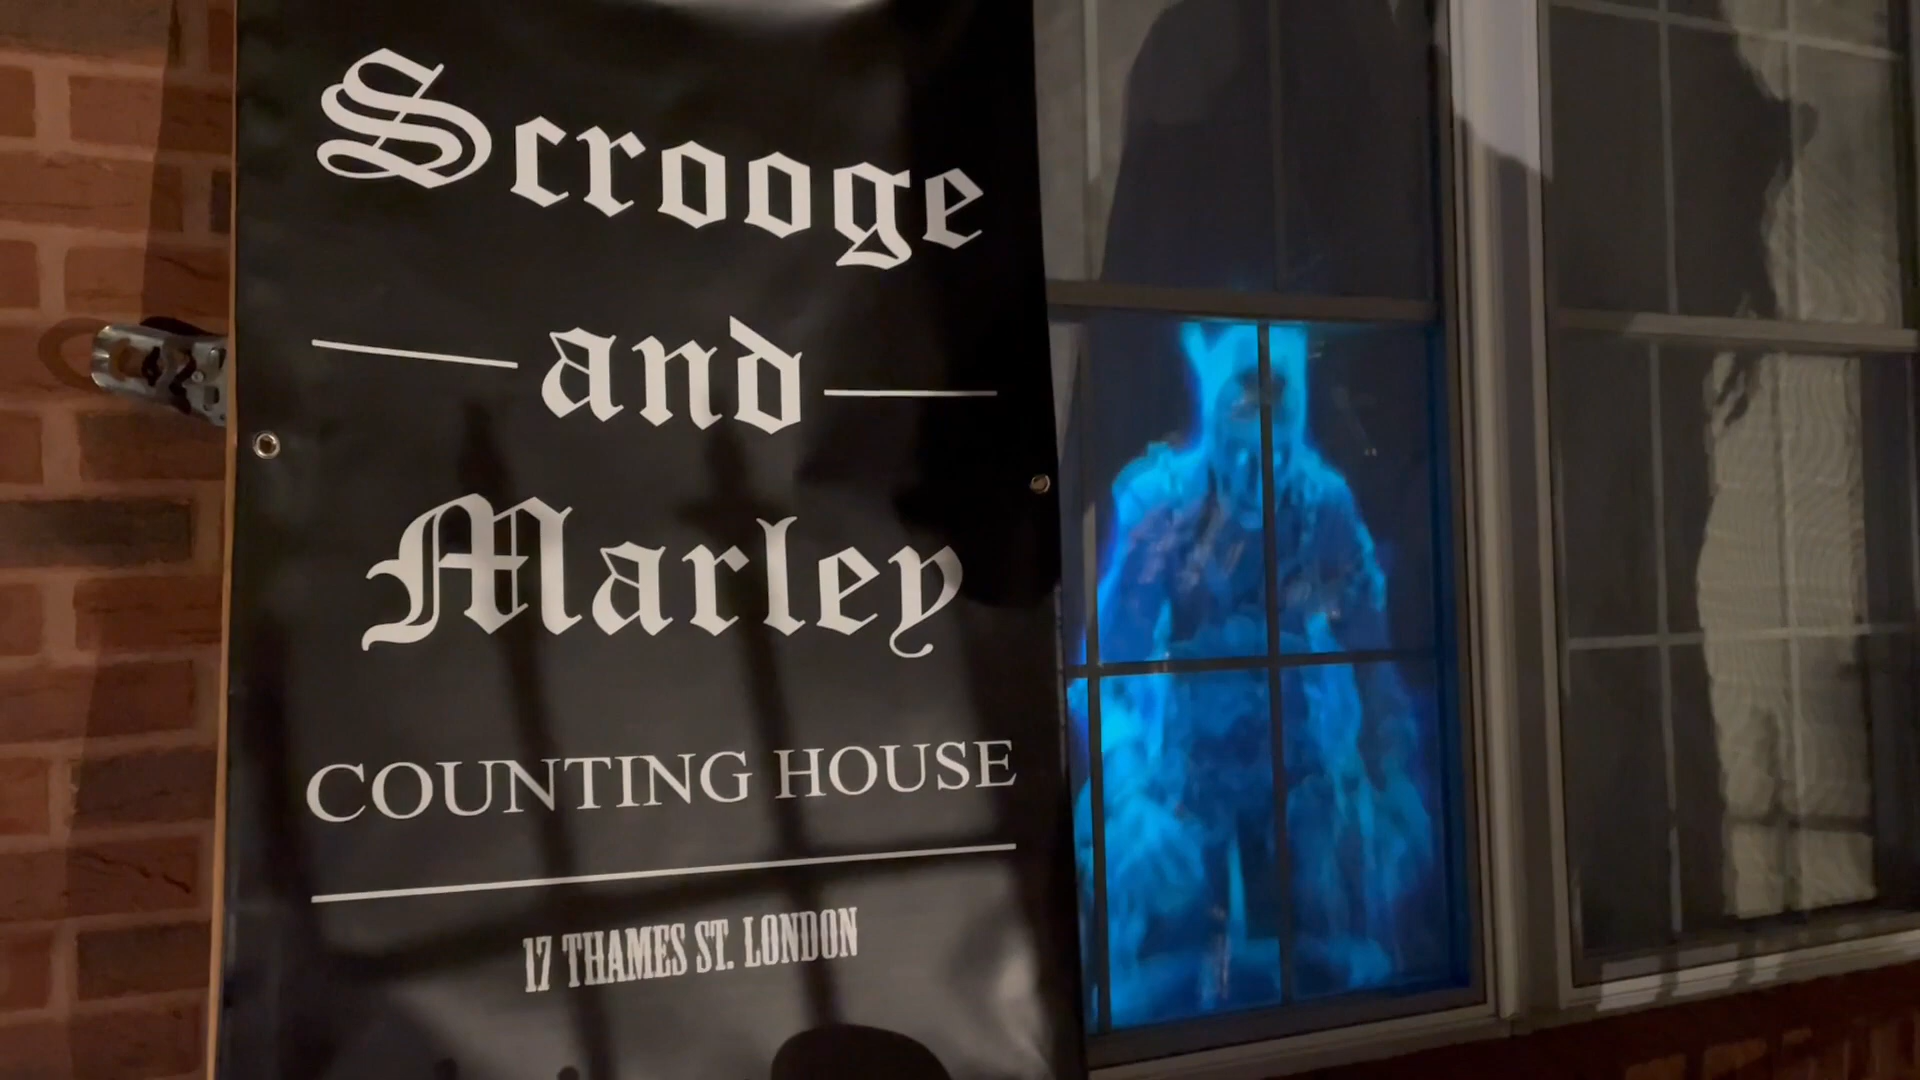 Scrooge
and
Marley
COUNTING HOUSE
17 THAMES ST. LONDON